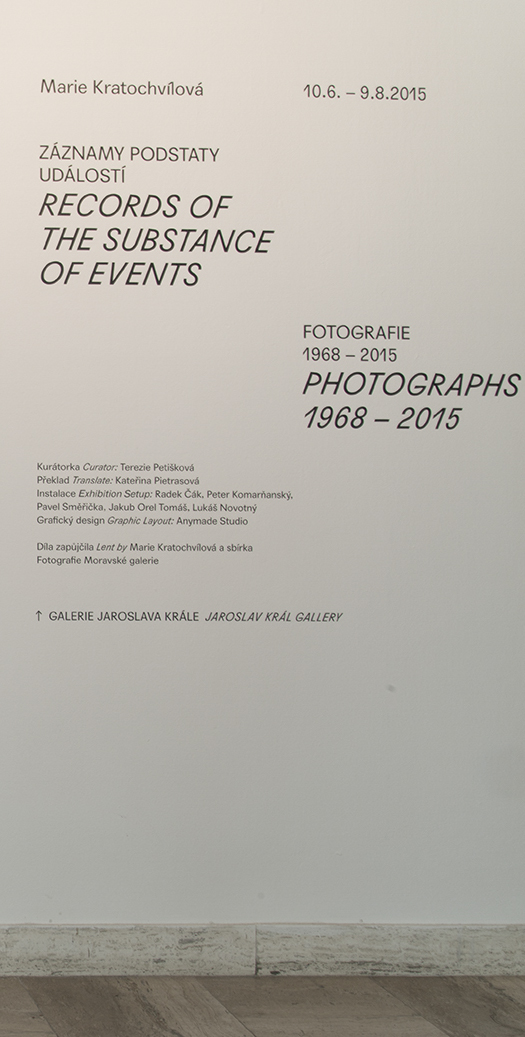 Marie Kratochvílová
10.6. – 9.8.2015
ZÁZNAMY PODSTATY
UDÁLOSTÍ
RECORDS OF
THE SUBSTANCE
OF EVENTS
FOTOGRAFIE
1968 – 2015
PHOTOGRAPHS
1968 – 2015
Kurátorka Curator: Terezie Petišková
Překlad Translate: Kateřina Pietrasová
Instalace Exhibition Setup: Radek Čák, Peter Komarňanský,
Pavel Směřička, Jakub Orel Tomáš, Lukáš Novotný
Grafický design Graphic Layout: Anymade Studio
Díla zapůjčila Lent by Marie Kratochvílová a sbírka
Fotografie Moravské galerie
↑ GALERIE JAROSLAVA KRÁLE JAROSLAV KRÁL GALLERY